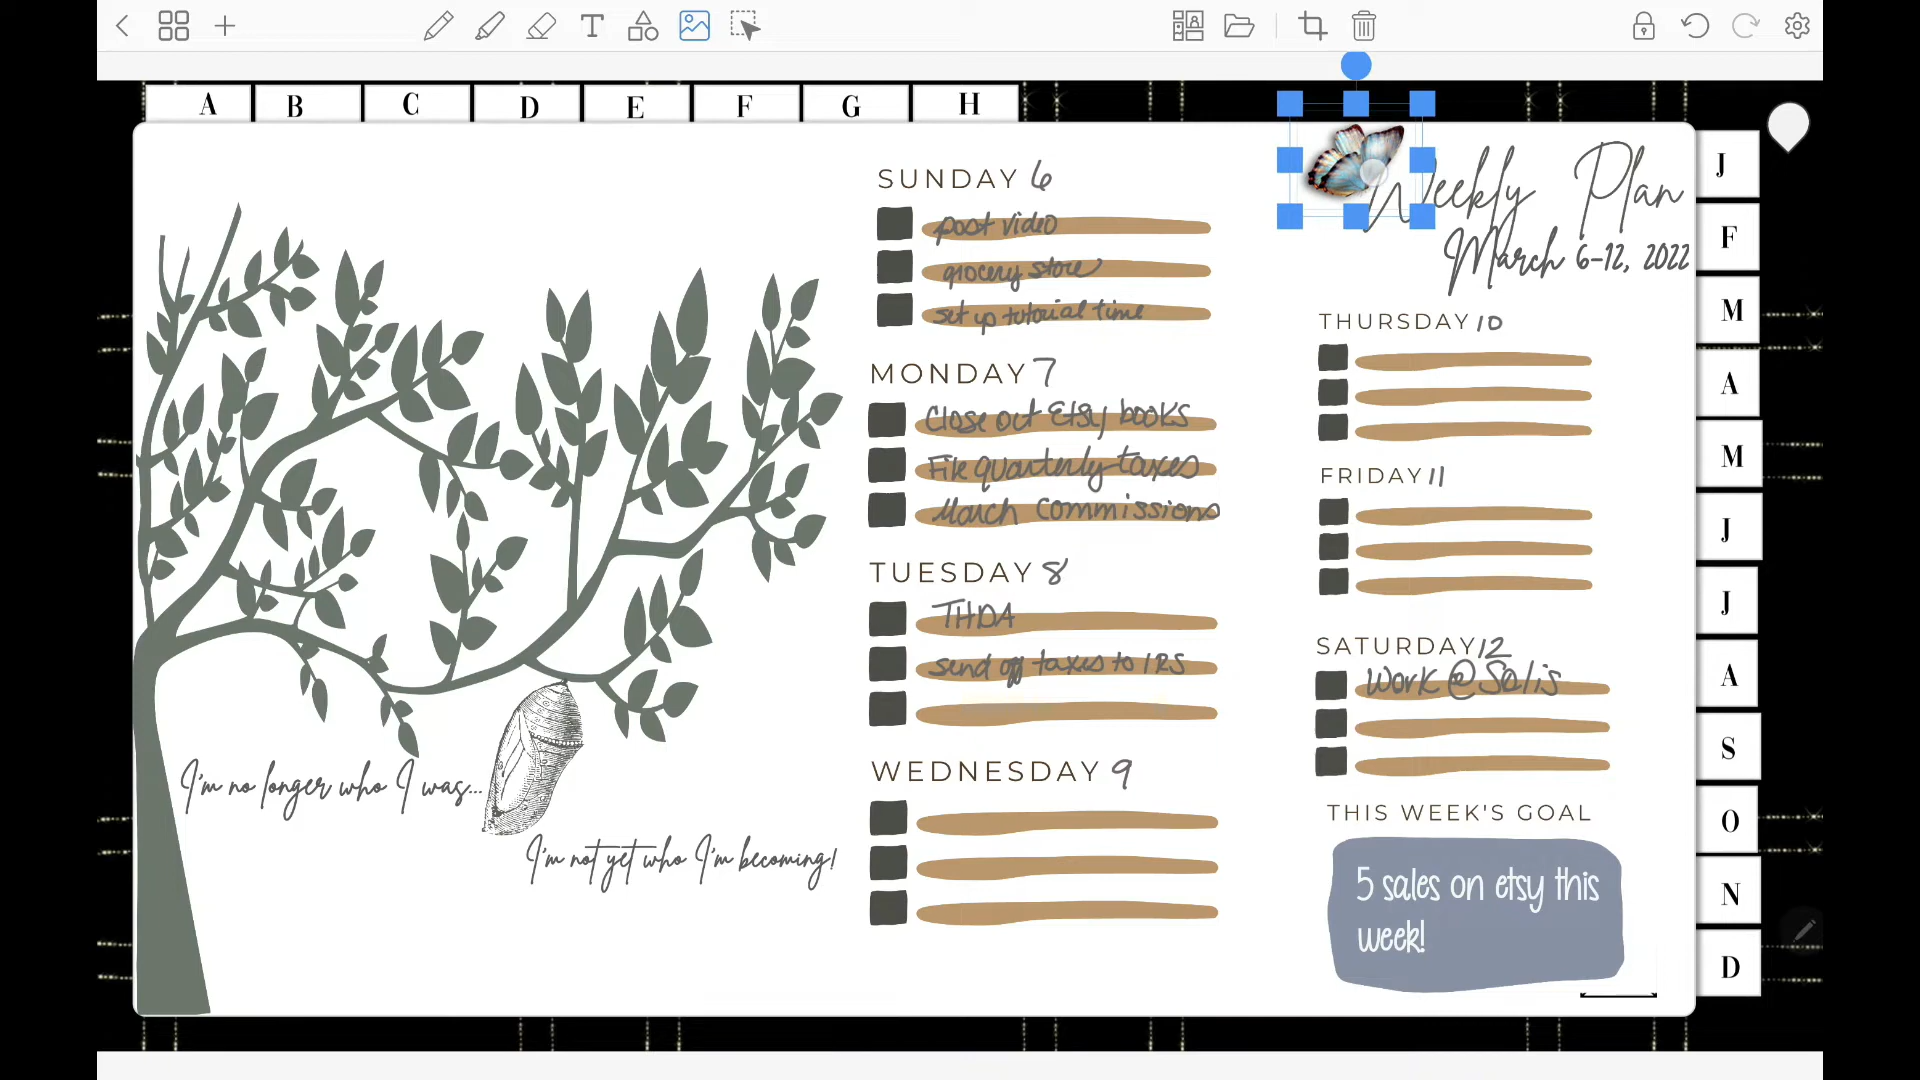 A B C D E F G H
Weekly Plan
March 6-12, 2022
SUNDAY 6
post video
grocery store
set up tutorial time
MONDAY 7
Close out Etsy books
File quarterly taxes
March Commissions
TUESDAY 8
THDA
send off taxes to IRS
WEDNESDAY 9
THURSDAY 10
FRIDAY 11
SATURDAY 12
Work @ Solis
THIS WEEK'S GOAL
5 sales on etsy this
week!
I'm no longer who I was...
I'm not yet who I'm becoming!
J
F
M
A
M
J
J
A
S
O
N
D